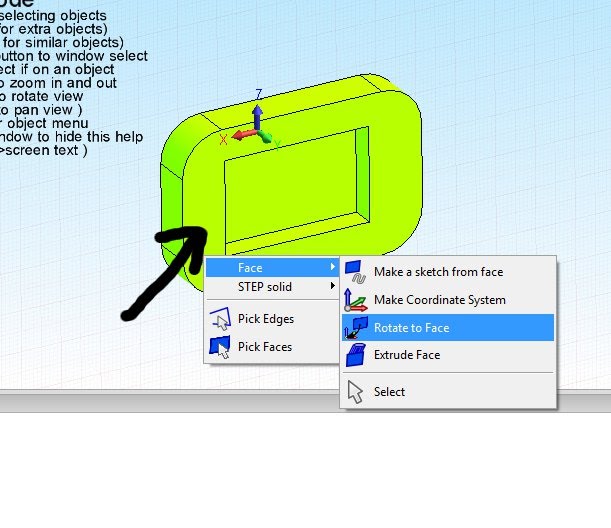 ode
selecting objects
for extra objects)
for similar objects)
button to window select
ect if on an object
o zoom in and out
o rotate view
to pan view )
r object menu
ndow to hide this help
>screen text )
Z
X
Y
Face
STEP solid
Pick Edges
Pick Faces
Make a sketch from face
Make Coordinate System
Rotate to Face
Extrude Face
Select